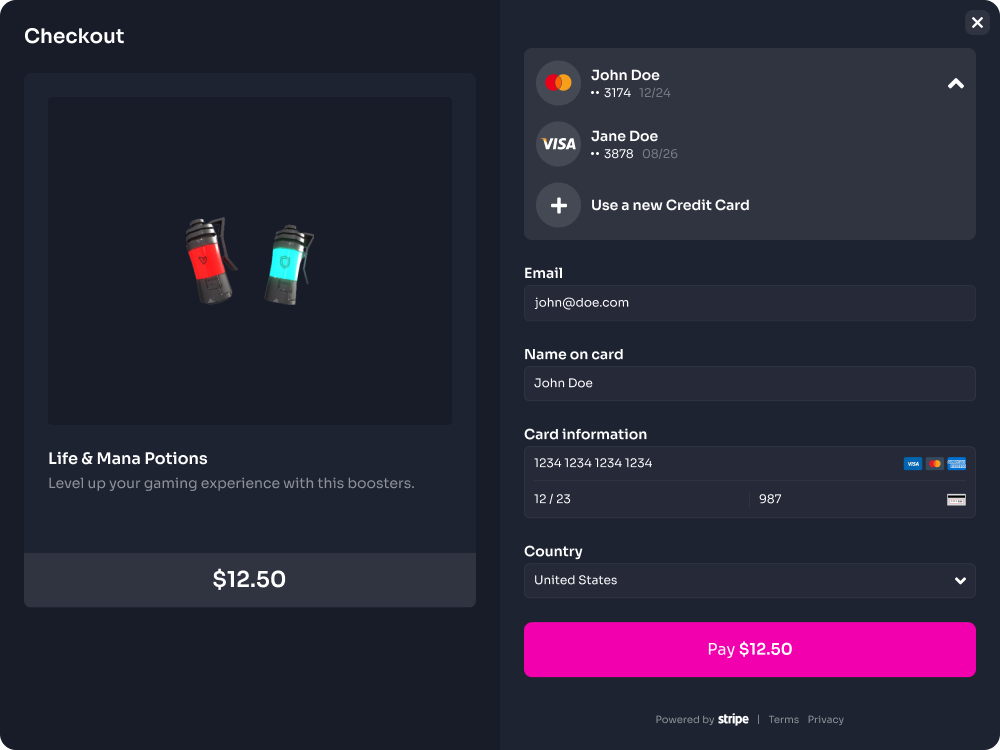 Checkout
Life & Mana Potions
Level up your gaming experience with this boosters.
$12.50
John Doe
•• 3174 12/24
VISA
Jane Doe
•• 3878 08/26
Use a new Credit Card
Email
john@doe.com
Name on card
John Doe
Card information
1234 1234 1234 1234
VISA
12 / 23
987
Country
United States
Pay $12.50
Powered by stripe | Terms Privacy